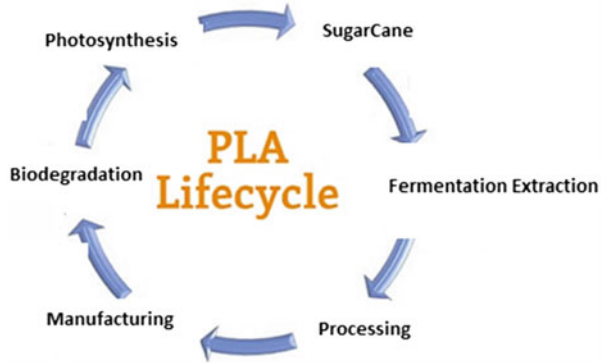 Photosynthesis
SugarCane
PLA
Lifecycle
Biodegradation
Fermentation Extraction
Manufacturing
Processing